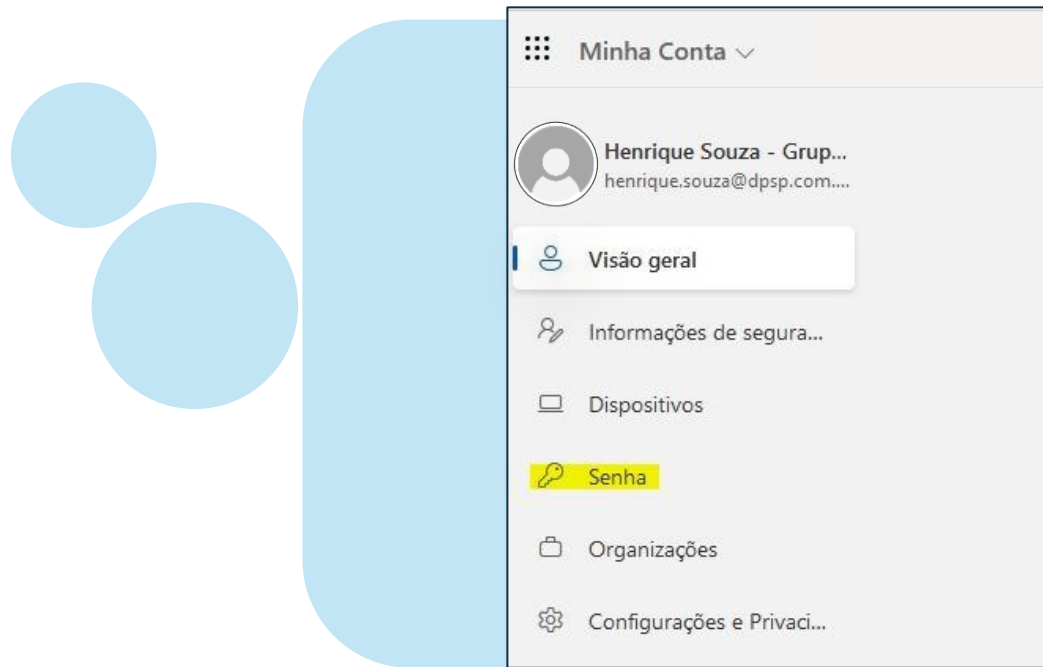 Minha Conta
Henrique Souza - Grup...
henrique.souza@dpsp.com....
Visão geral
Informações de segura...
Dispositivos
Senha
Organizações
Configurações e Privaci...